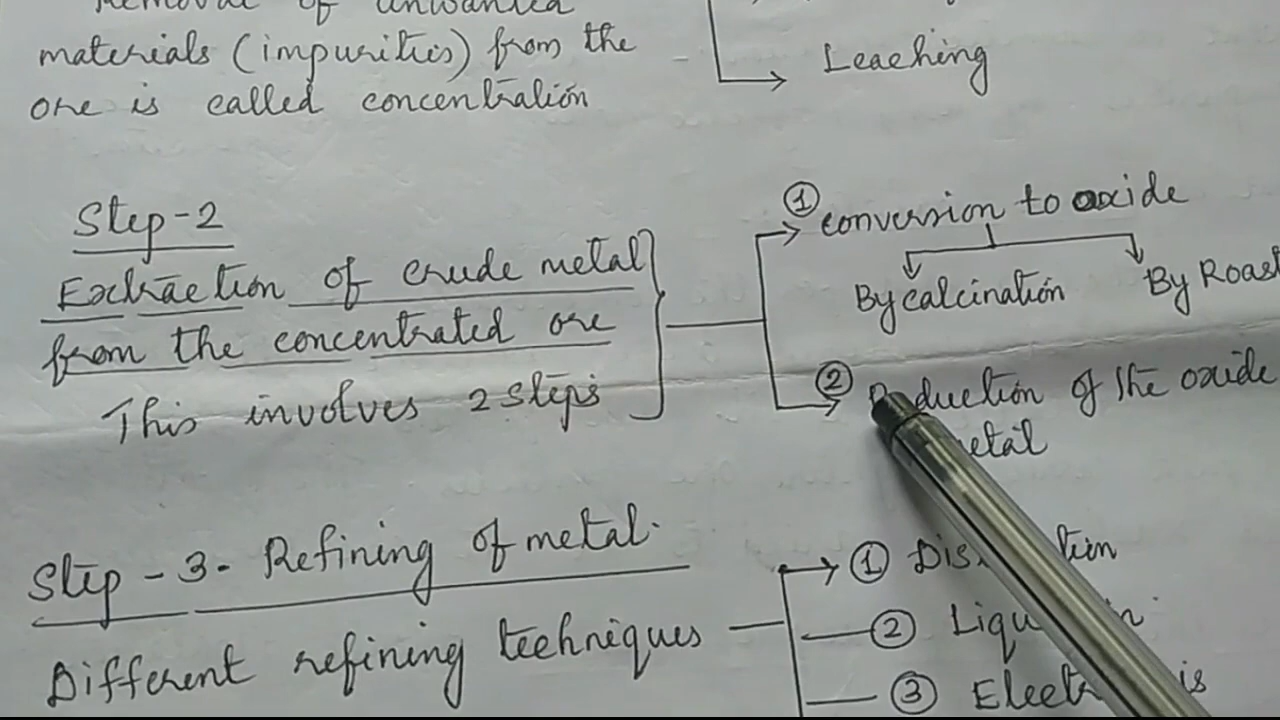 materials (impurities) from the
ore is called concentration
Leaching
Step-2
Extraction of crude metal
from the concentrated ore
This involves 2 steps
① conversion to oxide
By calcination
By Roast
② of the oxide
Step - 3. Refining of metal.
Different refining techniques
①
②
③